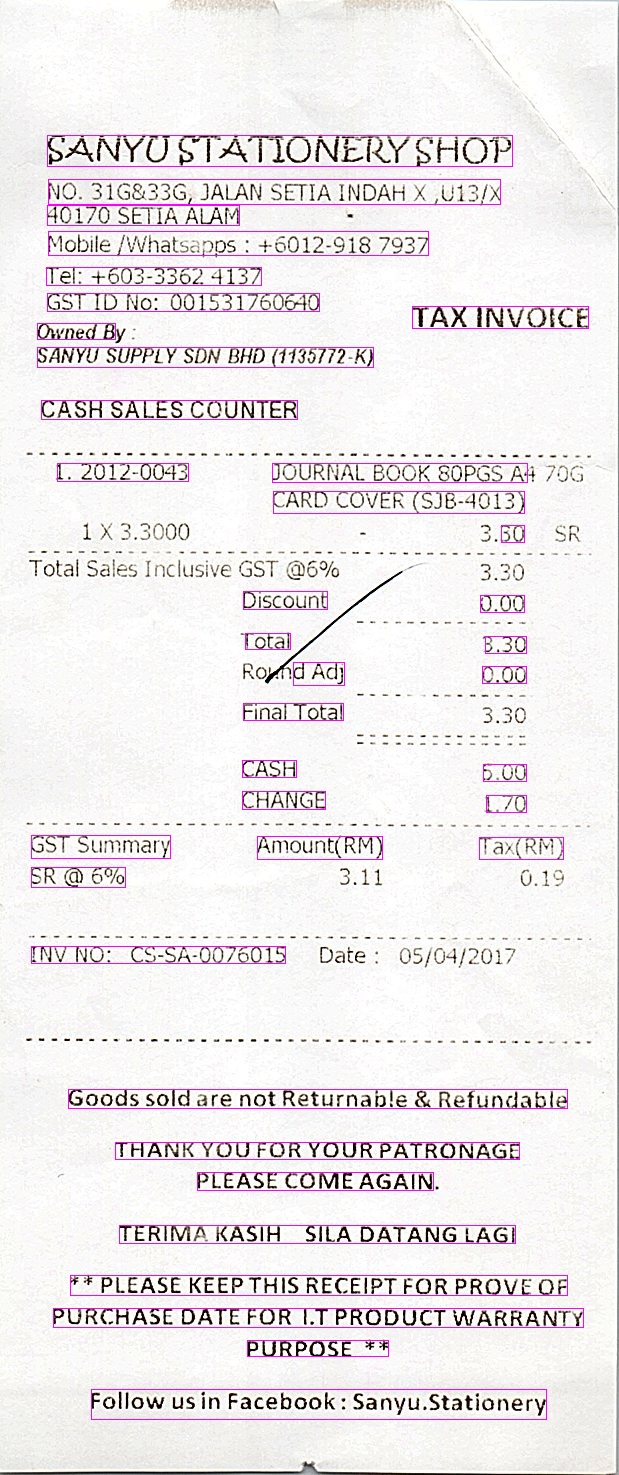 SANYU STATIONERY SHOP
NO. 31G&33G, JALAN SETIA INDAH X ,U13/X
40170 SETIA ALAM -
Mobile /Whatsapps : +6012-918 7937
Tel: +603-3362 4137
GST ID No: 001531760640
TAX INVOICE
Owned By :
SANYU SUPPLY SDN BHD (1135772-K)
CASH SALES COUNTER
1. 2012-0043 JOURNAL BOOK 80PGS A4 70G
CARD COVER (SJB-4013)
1 X 3.3000 - 3.30 SR
Total Sales Inclusive GST @6% 3.30
Discount 0.00
Total 3.30
Round Adj 0.00
Final Total 3.30
CASH 5.00
CHANGE 1.70
GST Summary Amount(RM) Tax(RM)
SR @ 6% 3.11 0.19
INV NO: CS-SA-0076015 Date : 05/04/2017
Goods sold are not Returnable & Refundable
THANK YOU FOR YOUR PATRONAGE
PLEASE COME AGAIN.
TERIMA KASIH SILA DATANG LAGI
** PLEASE KEEP THIS RECEIPT FOR PROVE OF
PURCHASE DATE FOR I.T PRODUCT WARRANTY
PURPOSE **
Follow us in Facebook : Sanyu.Stationery